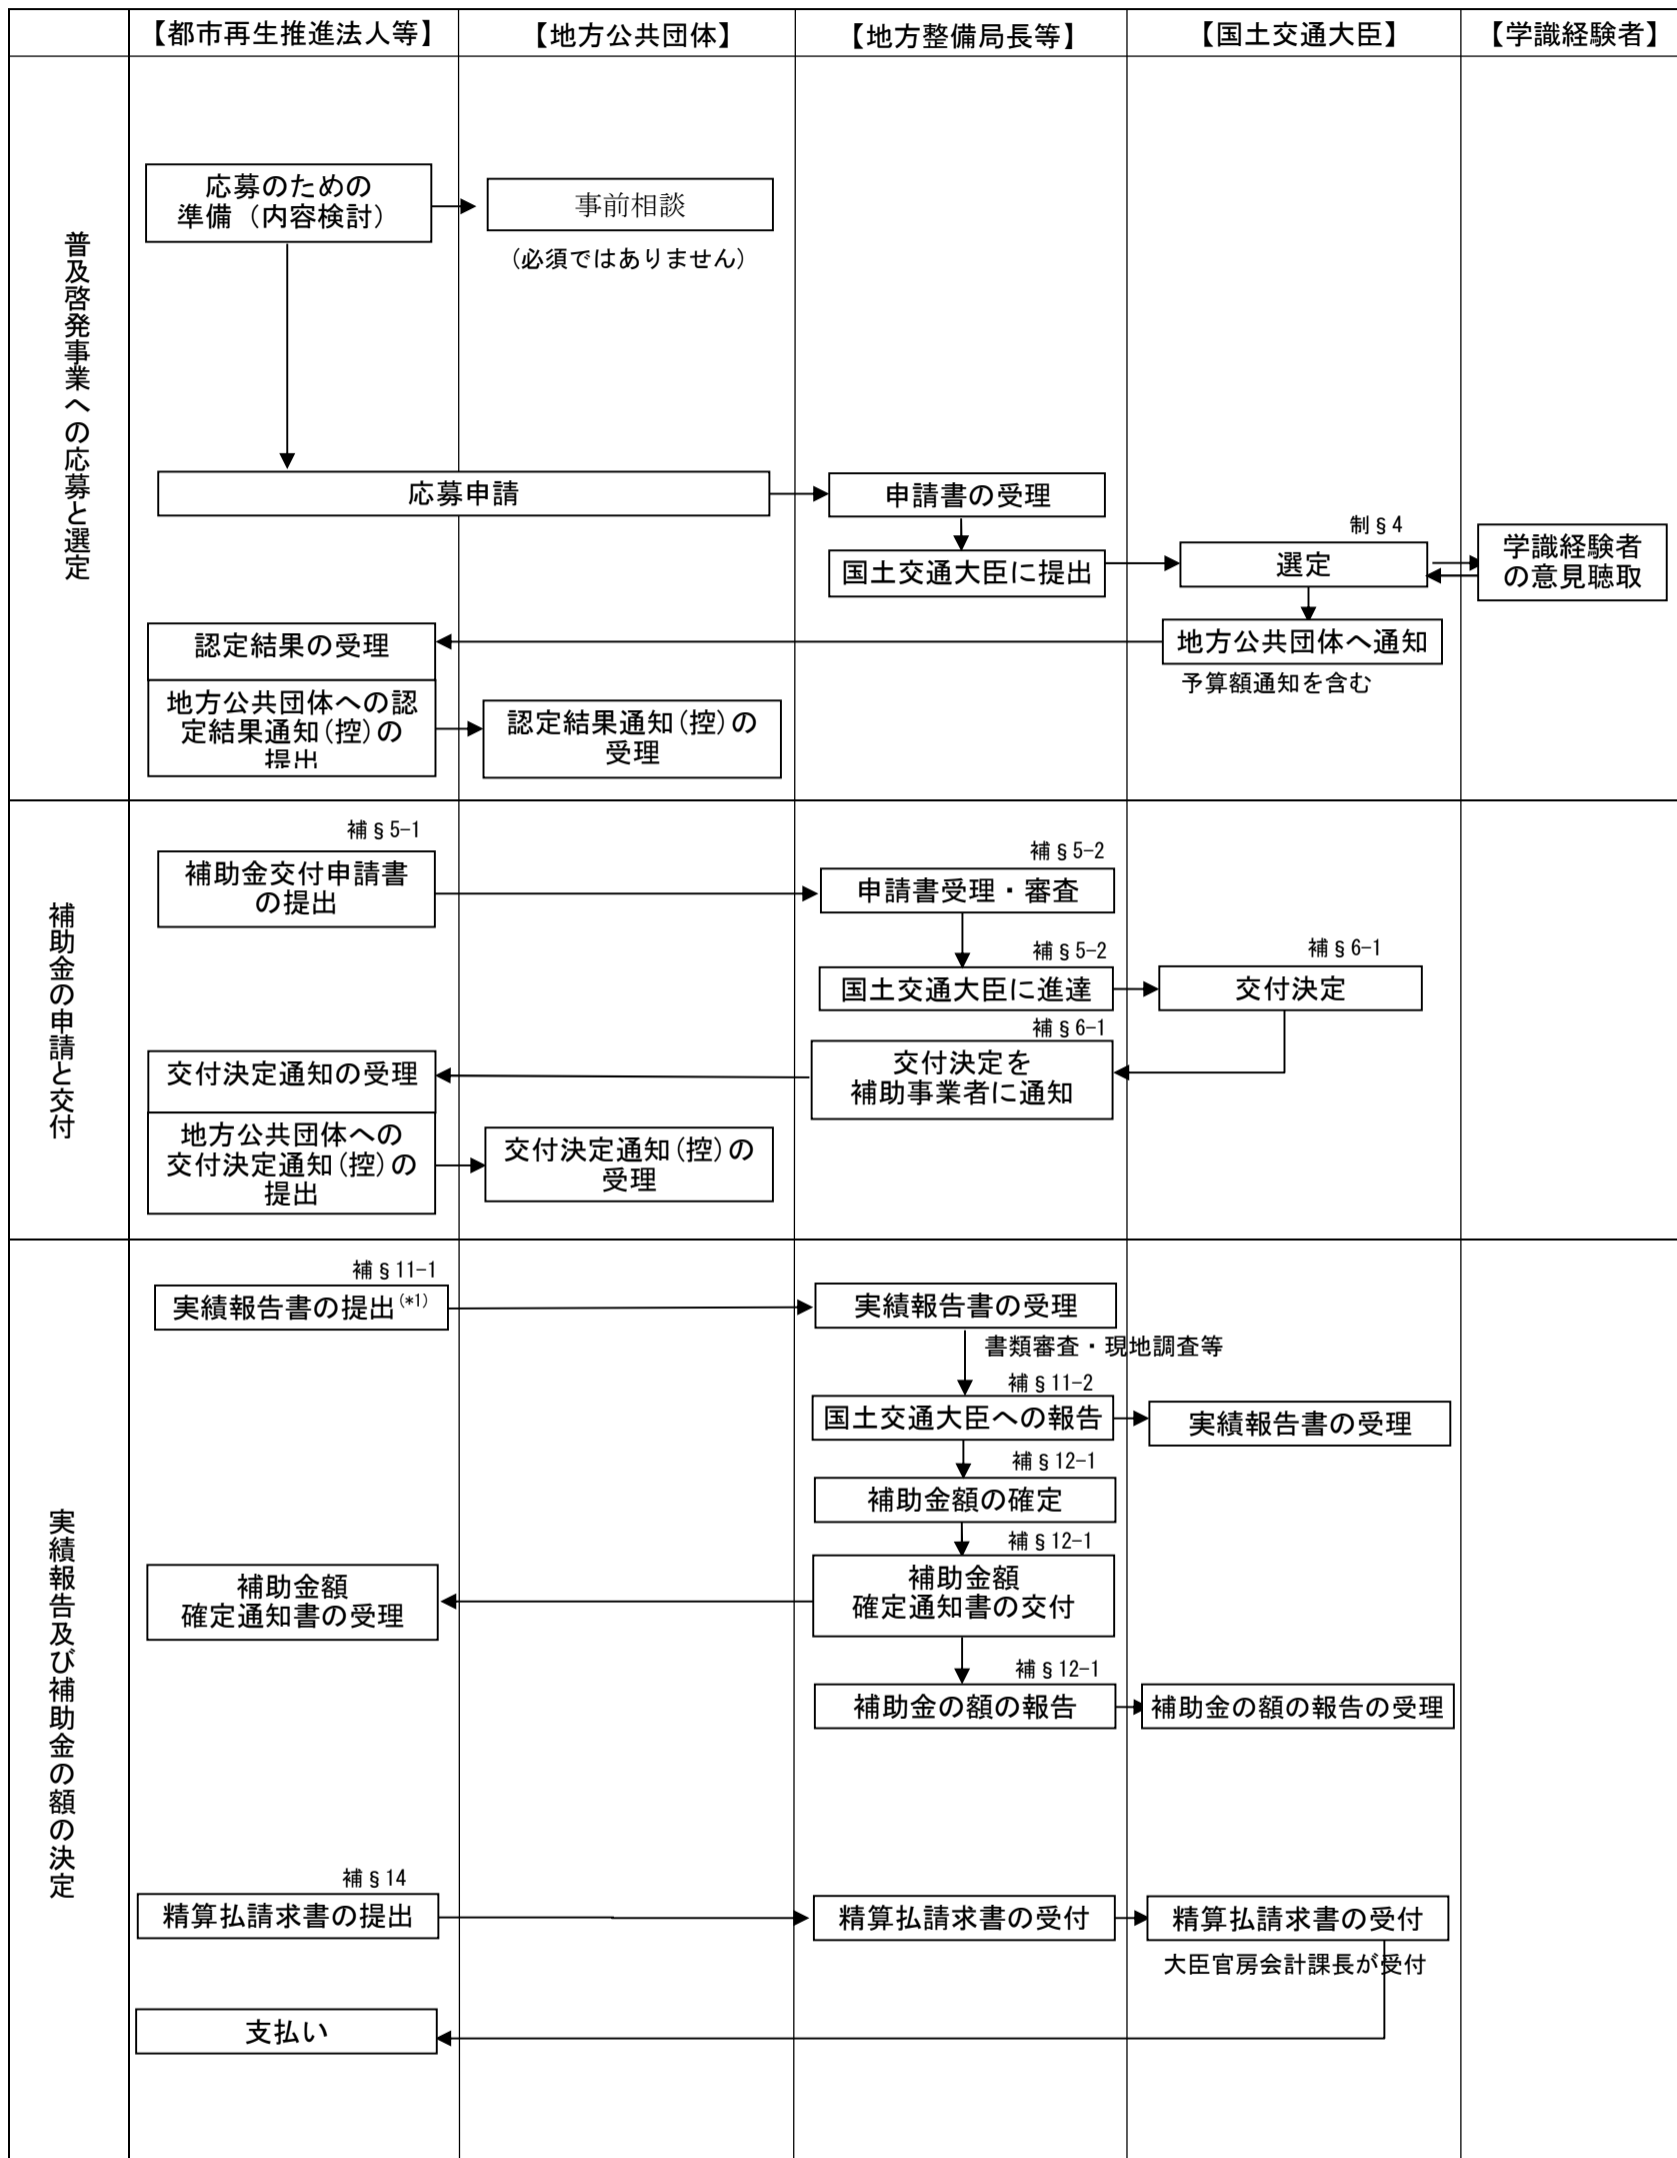 【都市再生推進法人等】
【地方公共団体】
【地方整備局長等】
【国土交通大臣】
【学識経験者】
普及啓発事業への応募と選定
応募のための
準備（内容検討）
事前相談
（必須ではありません）
応募申請
申請書の受理
国土交通大臣に提出
制§4
選定
学識経験者
の意見聴取
地方公共団体へ通知
予算額通知を含む
認定結果の受理
地方公共団体への認
定結果通知(控)の
提出
認定結果通知(控)の
受理
補助金の申請と交付
補§5-1
補助金交付申請書
の提出
補§5-2
申請書受理・審査
補§5-2
国土交通大臣に進達
補§6-1
交付決定
補§6-1
交付決定を
補助事業者に通知
交付決定通知の受理
地方公共団体への
交付決定通知(控)の
提出
交付決定通知(控)の
受理
実績報告及び補助金の額の決定
補§11-1
実績報告書の提出(*1)
実績報告書の受理
書類審査・現地調査等
補§11-2
国土交通大臣への報告
実績報告書の受理
補§12-1
補助金額の確定
補§12-1
補助金額
確定通知書の交付
補助金額
確定通知書の受理
補§12-1
補助金の額の報告
補助金の額の報告の受理
補§14
精算払請求書の提出
精算払請求書の受付
精算払請求書の受付
大臣官房会計課長が受付
支払い